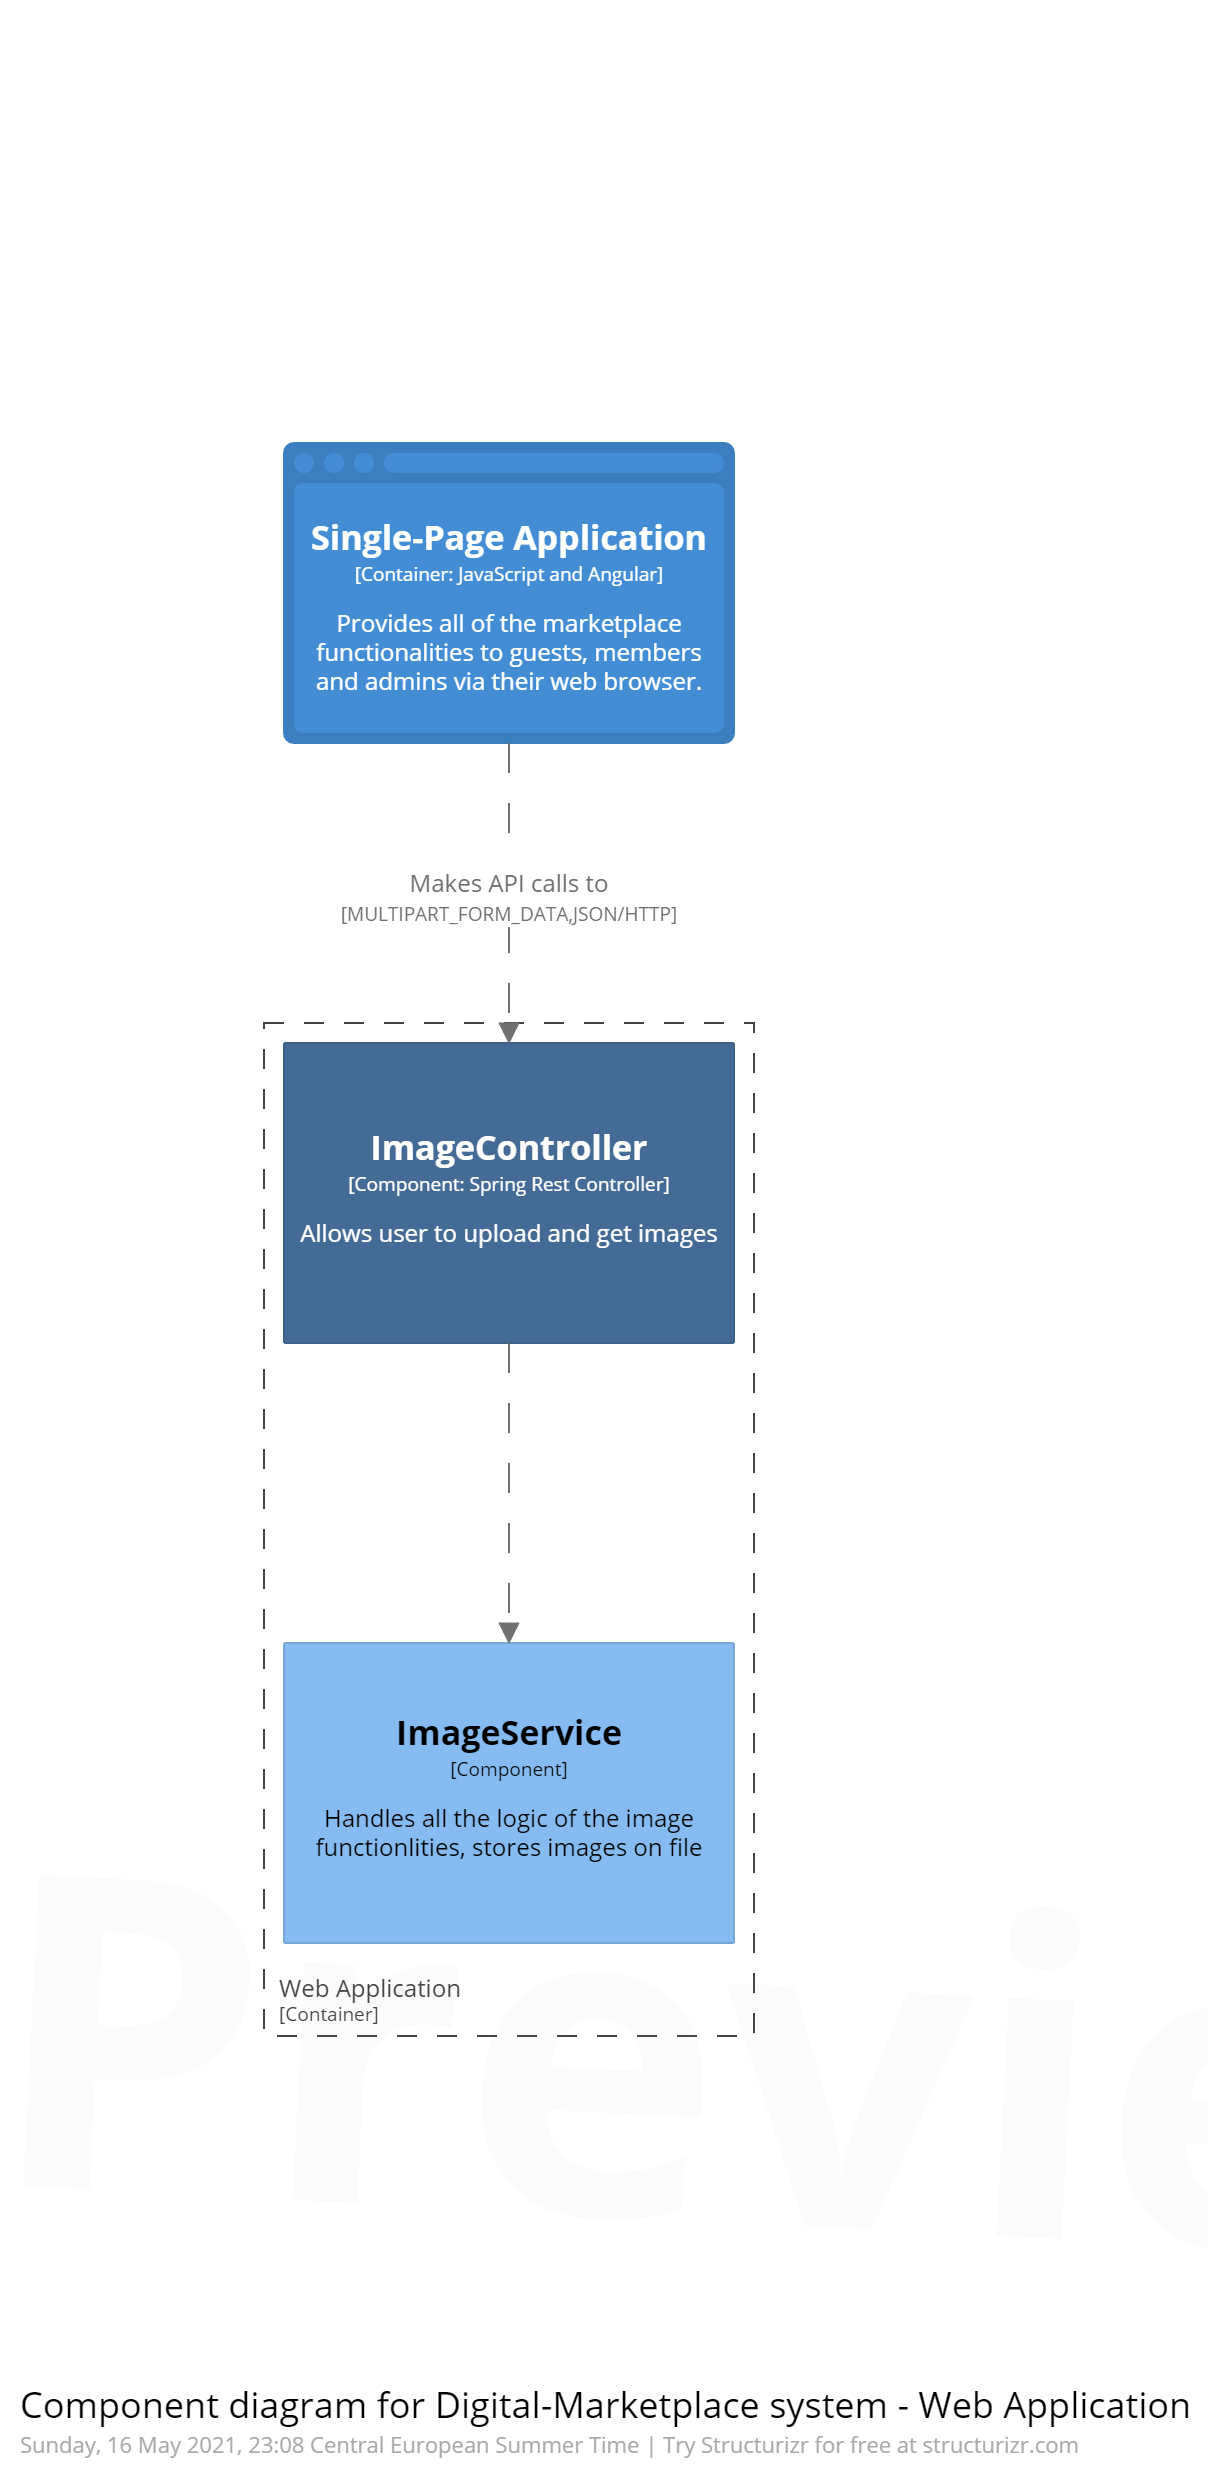 Single-Page Application
[Container: JavaScript and Angular]
Provides all of the marketplace
functionalities to guests, members
and admins via their web browser.
Makes API calls to
[MULTIPART_FORM_DATA,JSON/HTTP]
ImageController
[Component: Spring Rest Controller]
Allows user to upload and get images
ImageService
[Component]
Handles all the logic of the image
functionlities, stores images on file
Web Application
[Container]
Previe
Component diagram for Digital-Marketplace system - Web Application
Sunday, 16 May 2021, 23:08 Central European Summer Time | Try Structurizr for free at structurizr.com